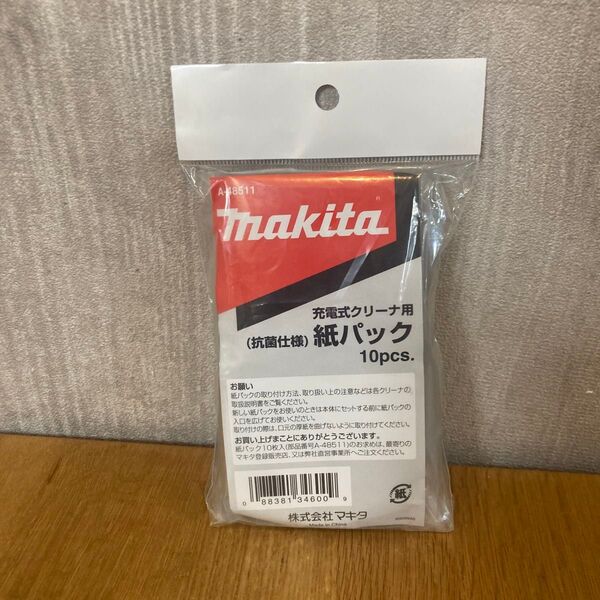 A-48511
makita
充電式クリーナ用
(抗菌仕様) 紙パック
10pcs.
お願い
紙パックの取り付け方法、取り扱い上の注意などは各クリーナの
取扱説明書をご覧ください。
新しい紙パックをお使いのときは本体にセットする前に紙パックの
入口を広げてお使いください。
取り付けの際は、口元の厚紙を曲げないように取り付けてください。
お買い上げまことにありがとうございます。
紙パック10枚入(部品番号A-48511)のお求めは、最寄りの
マキタ登録販売店、又は弊社直営事業所へご注文ください。
0 88381 34600 9
紙
株式会社マキタ
Made in China